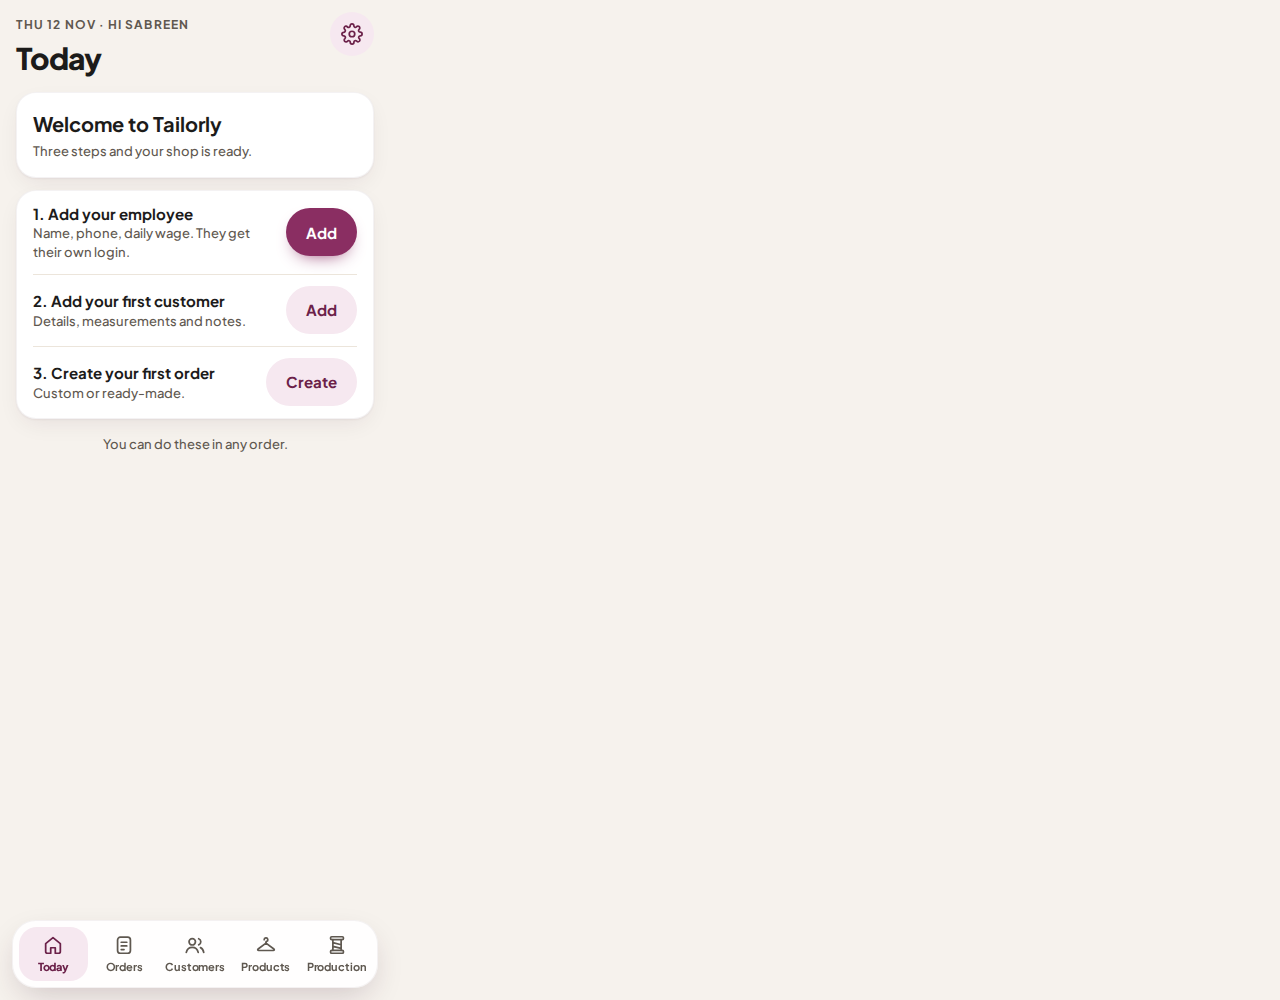 THU 12 NOV · HI SABREEN
Today
Welcome to Tailorly
Three steps and your shop is ready.
1. Add your employee
Name, phone, daily wage. They get
their own login.
Add
2. Add your first customer
Details, measurements and notes.
Add
3. Create your first order
Custom or ready-made.
Create
You can do these in any order.
Today
Orders
Customers
Products
Production